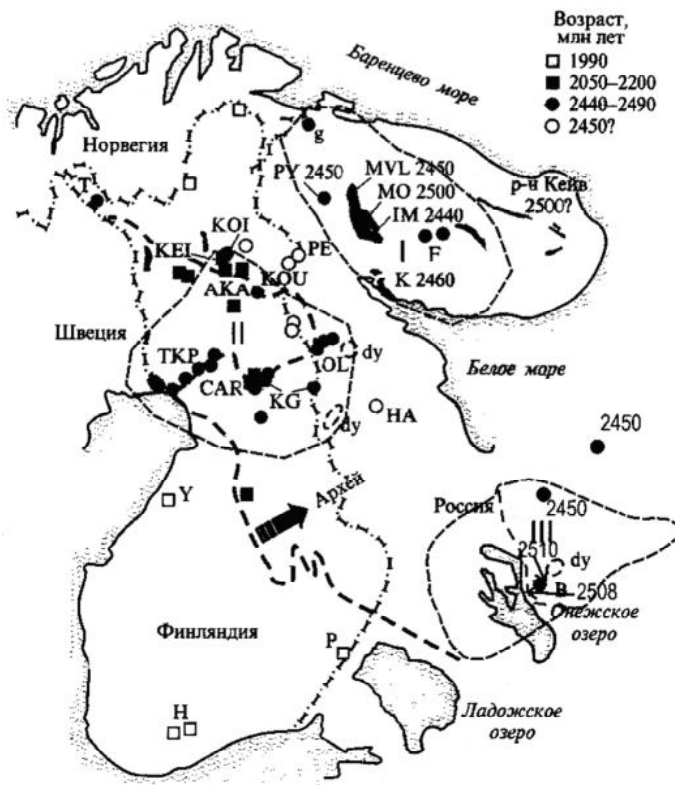 Возраст,
млн лет
1990
2050–2200
2440–2490
2450?
Баренцево море
Норвегия
g
PY 2450
MVL 2450
MO 2500
IM 2440
р-н Кейв
2500?
T
I
F
K 2460
KOI
KEI
PE
KOU
AKA
II
Швеция
TKP
OL
dy
CAR
KG
Белое море
HA
dy
2450
Архей
Y
Россия
2450
III
2510
dy
B
2508
Онежское
озеро
Финляндия
P
H
Ладожское
озеро